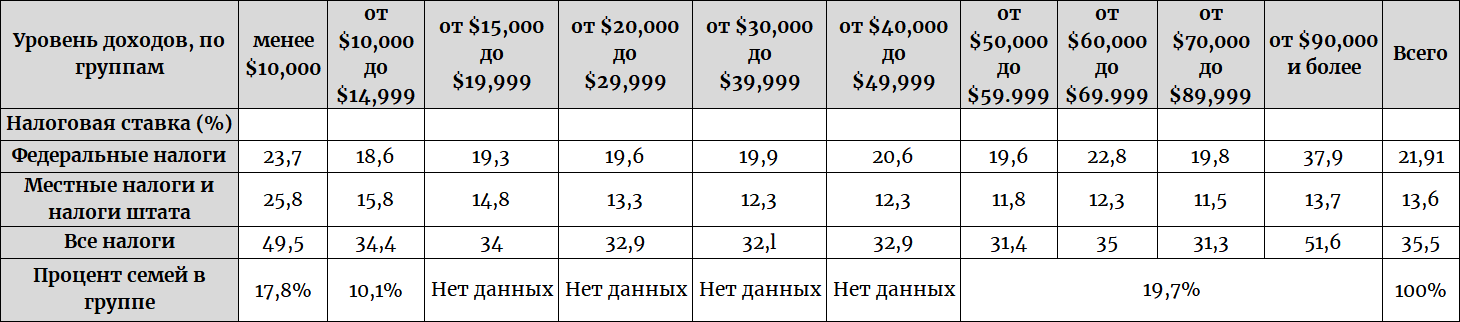 Уровень доходов, по группам | менее $10,000 | от $10,000 до $14,999 | от $15,000 до $19,999 | от $20,000 до $29,999 | от $30,000 до $39,999 | от $40,000 до $49,999 | от $50,000 до $59.999 | от $60,000 до $69.999 | от $70,000 до $89,999 | от $90,000 и более | Всего
Налоговая ставка (%)
Федеральные налоги | 23,7 | 18,6 | 19,3 | 19,6 | 19,9 | 20,6 | 19,6 | 22,8 | 19,8 | 37,9 | 21,91
Местные налоги и налоги штата | 25,8 | 15,8 | 14,8 | 13,3 | 12,3 | 12,3 | 11,8 | 12,3 | 11,5 | 13,7 | 13,6
Все налоги | 49,5 | 34,4 | 34 | 32,9 | 32,l | 32,9 | 31,4 | 35 | 31,3 | 51,6 | 35,5
Процент семей в группе | 17,8% | 10,1% | Нет данных | Нет данных | Нет данных | Нет данных | 19,7% | 100%